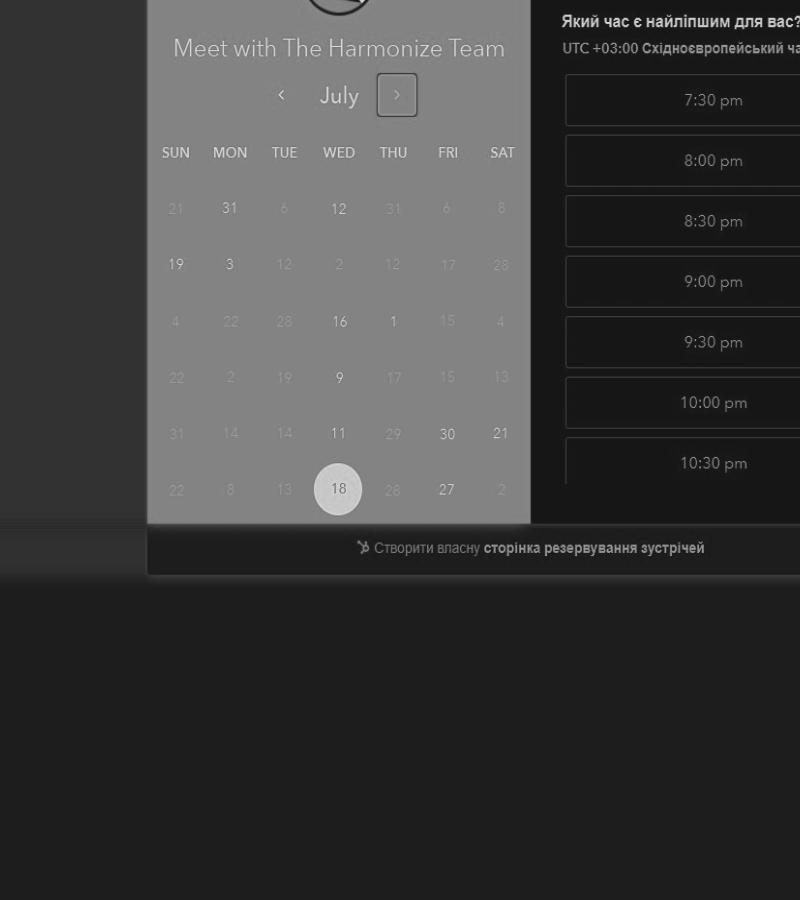 Meet with The Harmonize Team
July
SUN MON TUE WED THU FRI SAT
21 31 6 12 31 6 8
19 3 12 2 12 17 28
4 22 28 16 1 15 4
22 2 19 9 17 15 13
31 14 14 11 29 30 21
22 8 13 18 28 27 2
Який час є найліпшим для вас?
UTC +03:00 Східноєвропейський
7:30 pm
8:00 pm
8:30 pm
9:00 pm
9:30 pm
10:00 pm
10:30 pm
Створити власну сторінка резервування зустрічей